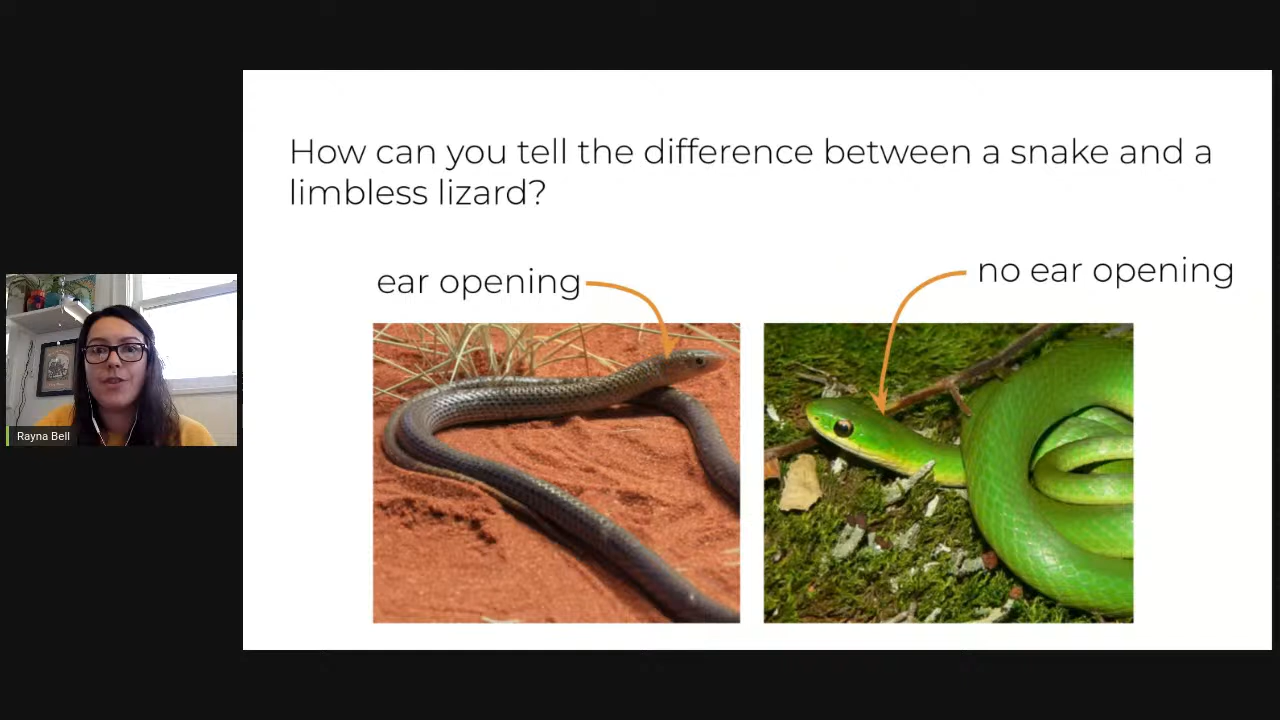 How can you tell the difference between a snake and a
limbless lizard?
ear opening
no ear opening
Rayna Bell